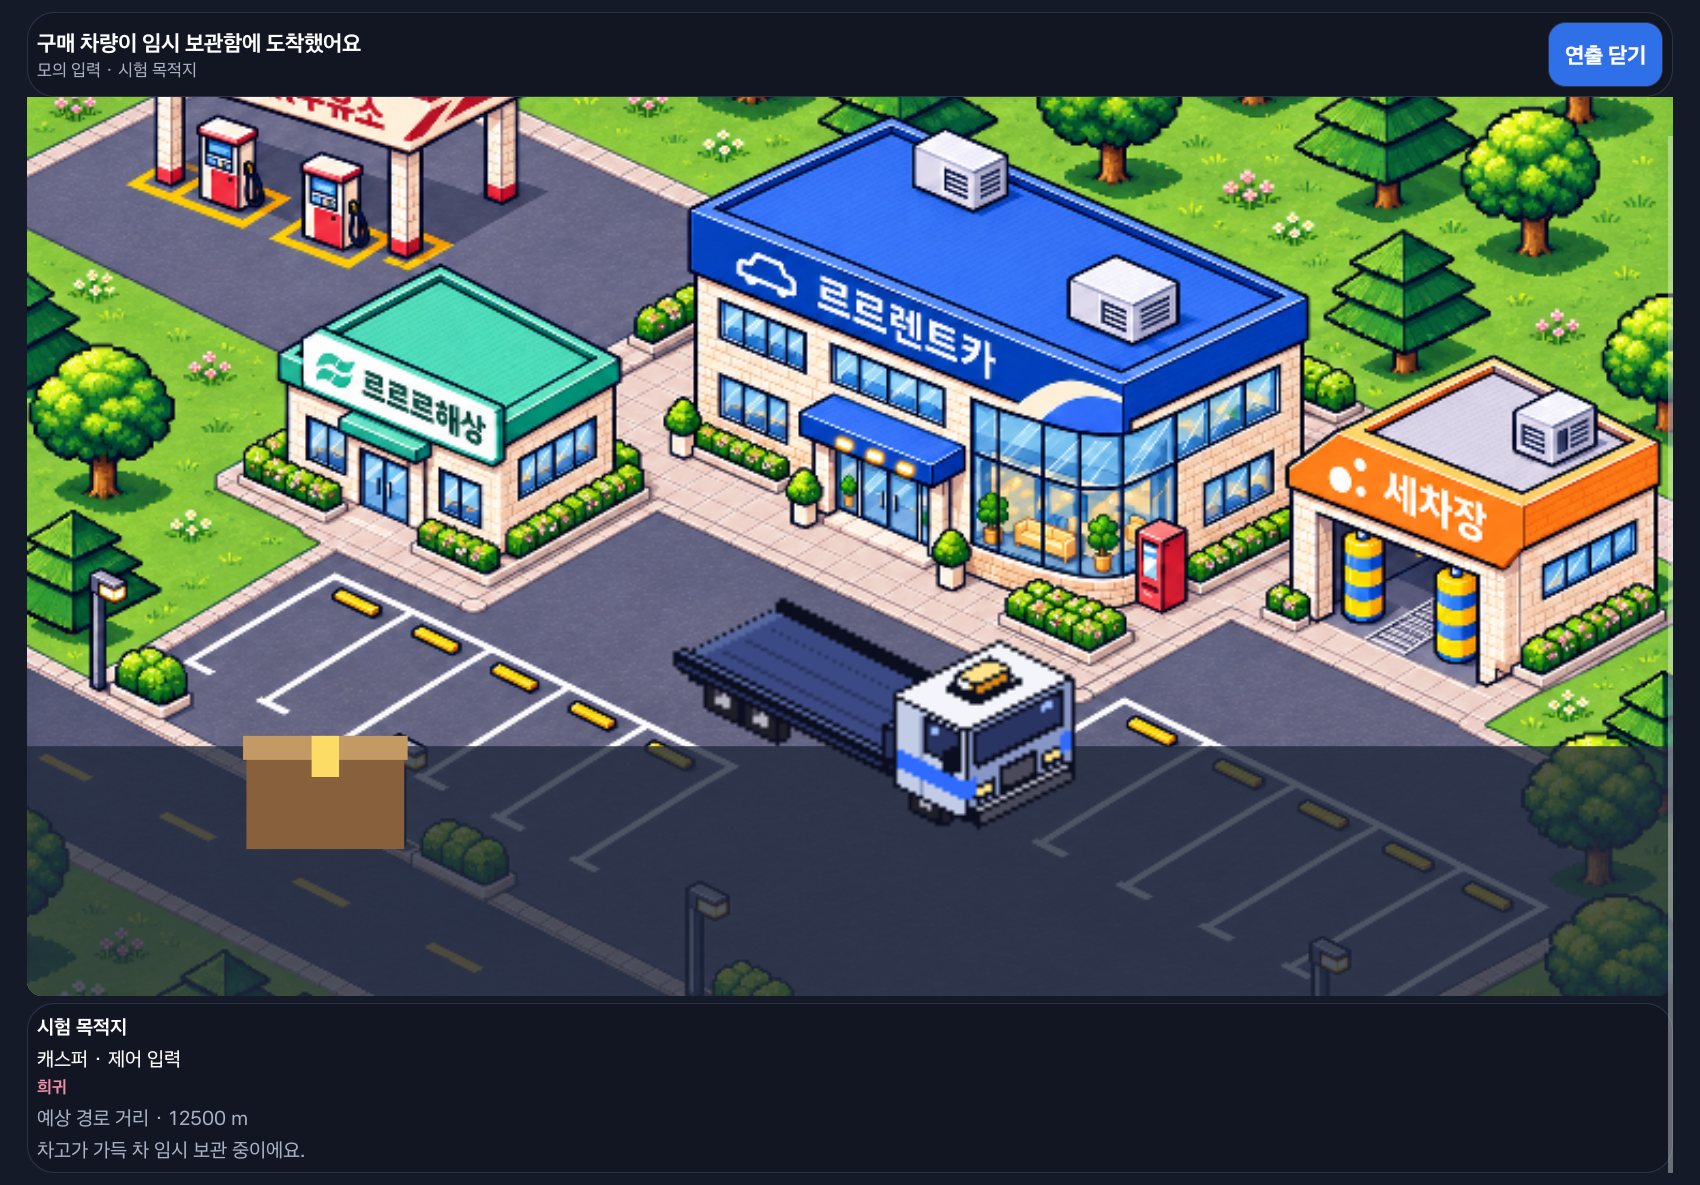 구매 차량이 임시 보관함에 도착했어요
모의 입력 · 시험 목적지
연출 닫기
르르렌트카
르르르해상
세차장
시험 목적지
캐스퍼 · 제어 입력
희귀
예상 경로 거리 · 12500 m
차고가 가득 차 임시 보관 중이에요.